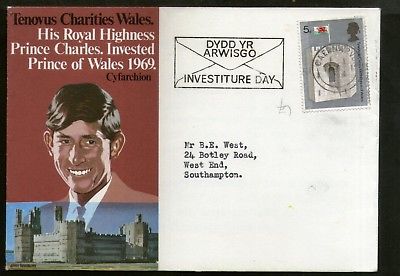 Tenovus Charities Wales.
His Royal Highness
Prince Charles. Invested
Prince of Wales 1969.
Cyfarchion
DYDD YR
ARWISGO
INVESTITURE DAY
5D
Mr B.E. West,
24 Botley Road,
West End,
Southampton.